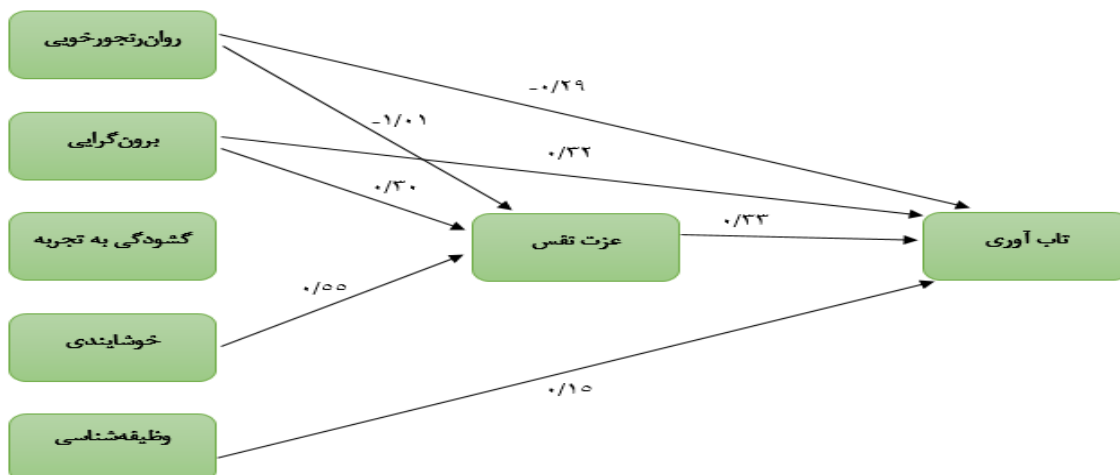 روان‌رنجورخویی
-۰/۲۹
-۱/۰۱
برون‌گرایی
۰/۳۲
۰/۳۰
گشودگی به تجربه
عزت نفس
۰/۳۳
تاب آوری
۰/۵۵
خوشایندی
۰/۱۵
وظیفه‌شناسی